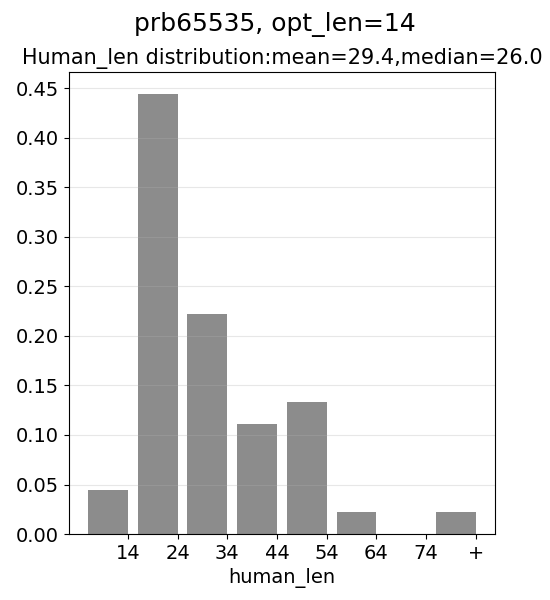 prb65535, opt_len=14
Human_len distribution:mean=29.4,median=26.0
0.45
0.40
0.35
0.30
0.25
0.20
0.15
0.10
0.05
0.00
14 24 34 44 54 64 74 +
human_len